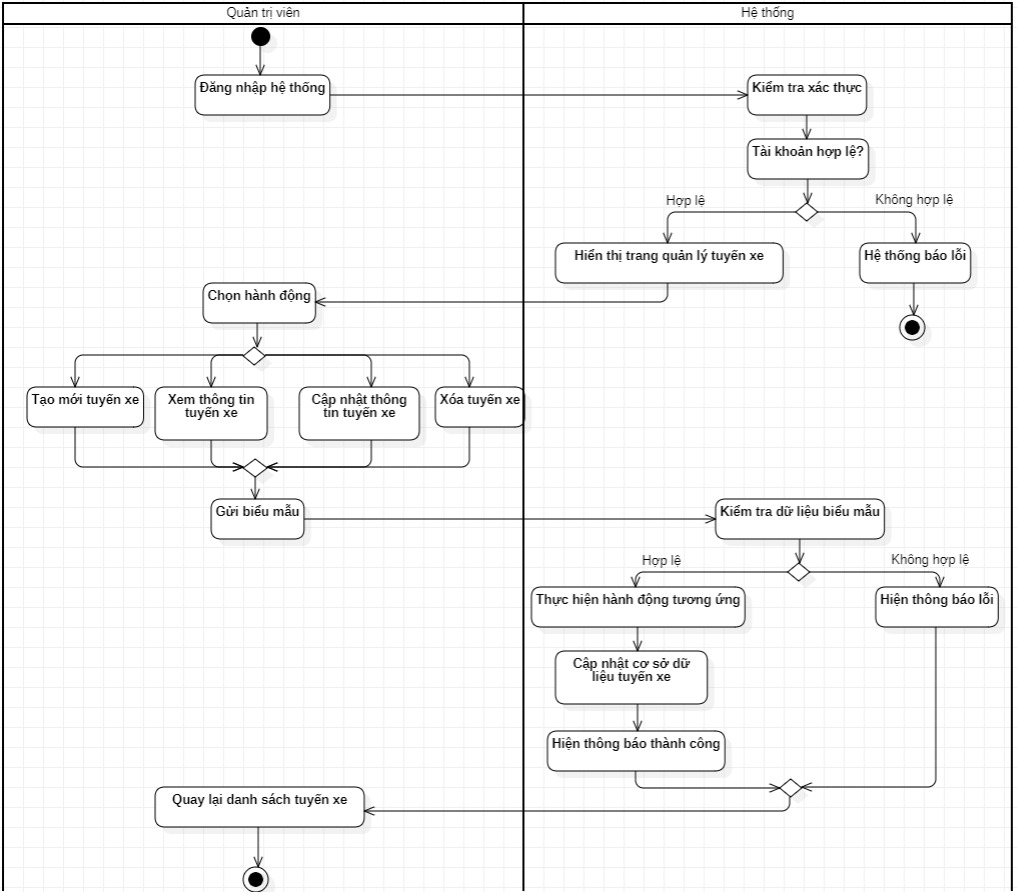 Quản trị viên
Hệ thống
Đăng nhập hệ thống
Kiểm tra xác thực
Tài khoản hợp lệ?
Hợp lệ
Không hợp lệ
Hiển thị trang quản lý tuyến xe
Hệ thống báo lỗi
Chọn hành động
Tạo mới tuyến xe
Xem thông tin
tuyến xe
Cập nhật thông
tin tuyến xe
Xóa tuyến xe
Gửi biểu mẫu
Kiểm tra dữ liệu biểu mẫu
Hợp lệ
Không hợp lệ
Thực hiện hành động tương ứng
Hiện thông báo lỗi
Cập nhật cơ sở dữ
liệu tuyến xe
Hiện thông báo thành công
Quay lại danh sách tuyến xe